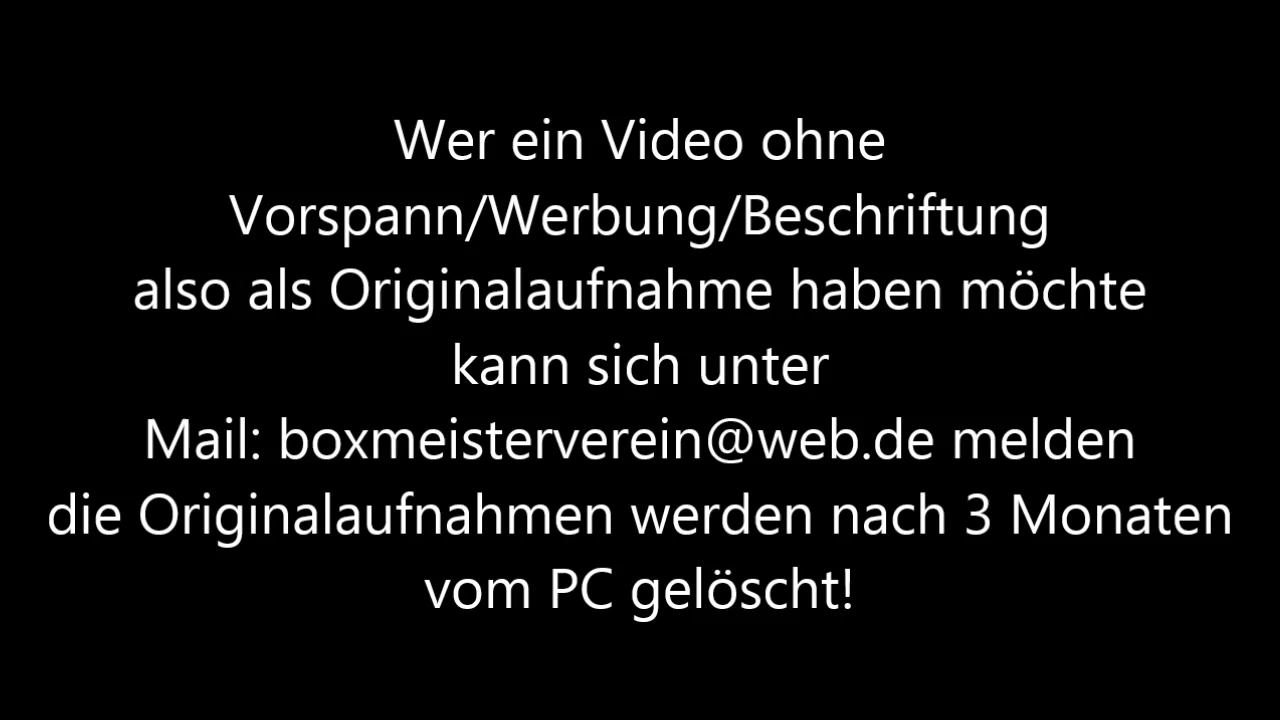 Wer ein Video ohne
Vorspann/Werbung/Beschriftung
also als Originalaufnahme haben möchte
kann sich unter
Mail: boxmeisterverein@web.de melden
die Originalaufnahmen werden nach 3 Monaten
vom PC gelöscht!